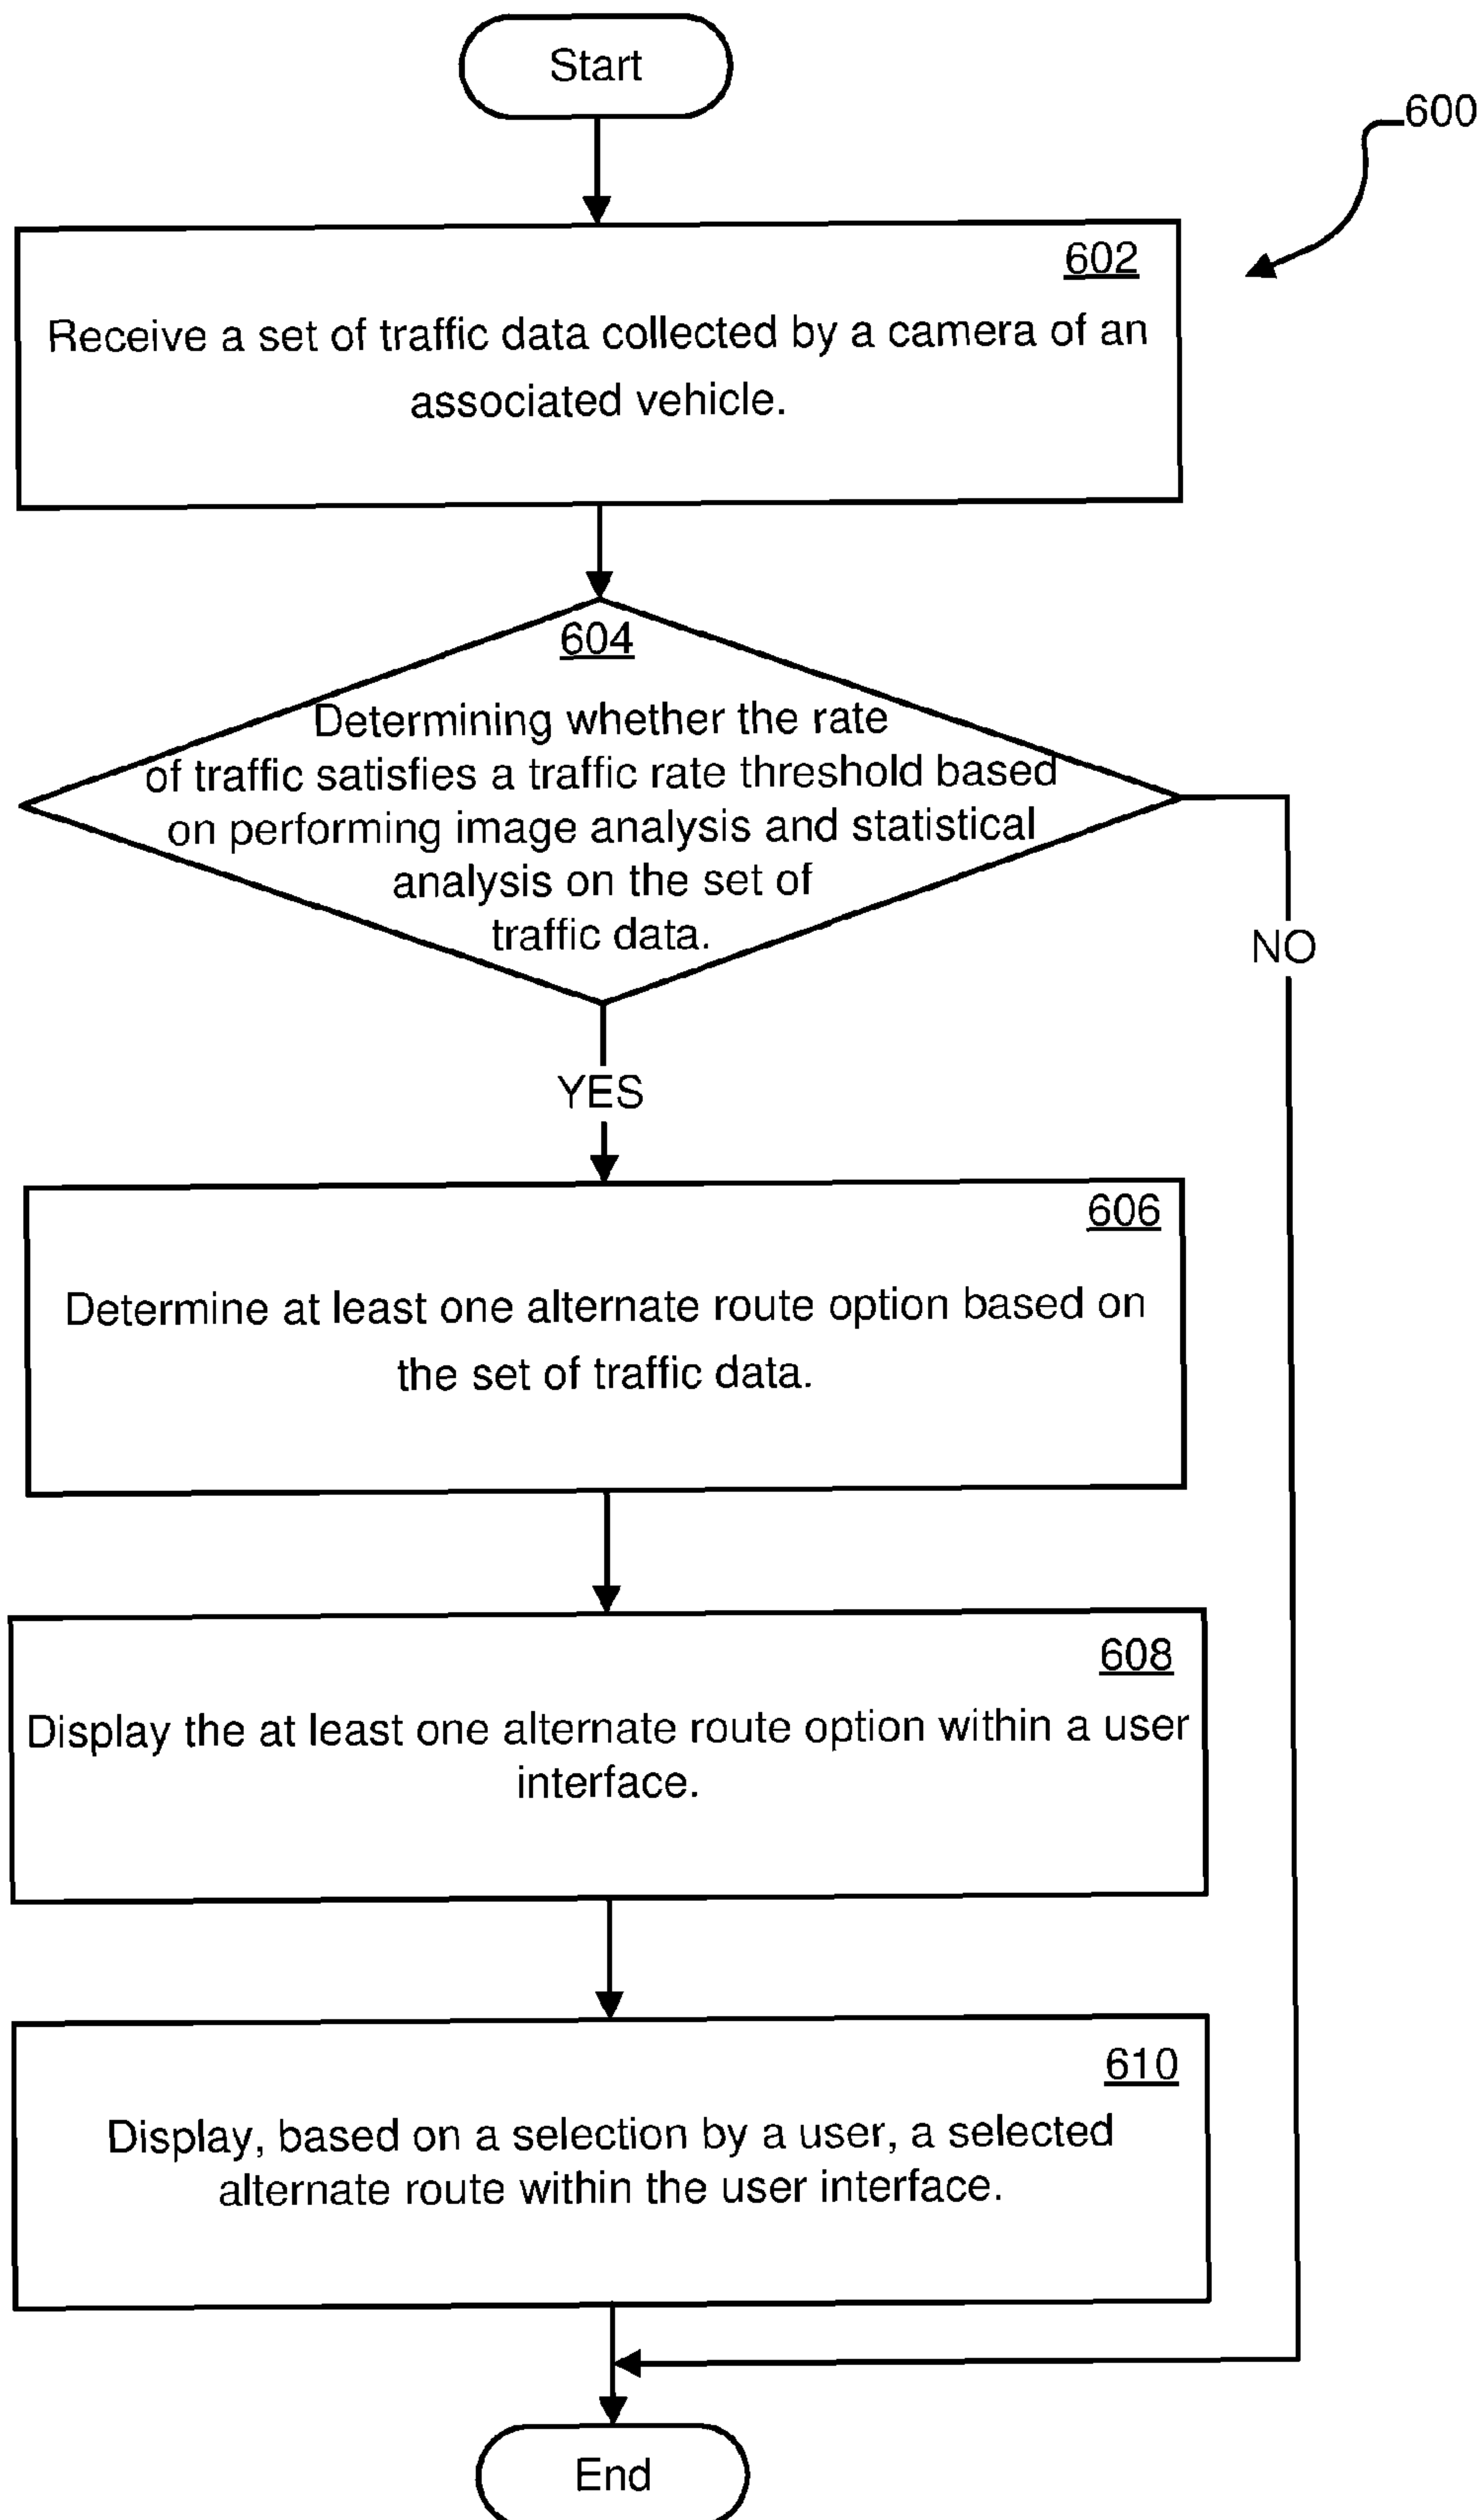 Start
600
602
Receive a set of traffic data collected by a camera of an
associated vehicle.
604
Determining whether the rate
of traffic satisfies a traffic rate threshold based
on performing image analysis and statistical
analysis on the set of
traffic data.
NO
YES
606
Determine at least one alternate route option based on
the set of traffic data.
608
Display the at least one alternate route option within a user
interface.
610
Display, based on a selection by a user, a selected
alternate route within the user interface.
End